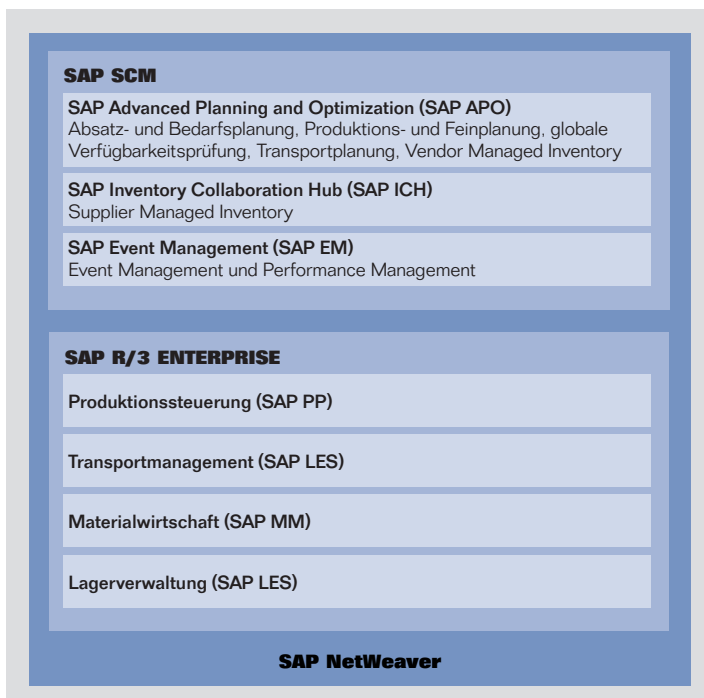 SAP SCM
SAP Advanced Planning and Optimization (SAP APO)
Absatz- und Bedarfsplanung, Produktions- und Feinplanung, globale
Verfügbarkeitsprüfung, Transportplanung, Vendor Managed Inventory
SAP Inventory Collaboration Hub (SAP ICH)
Supplier Managed Inventory
SAP Event Management (SAP EM)
Event Management und Performance Management
SAP R/3 ENTERPRISE
Produktionssteuerung (SAP PP)
Transportmanagement (SAP LES)
Materialwirtschaft (SAP MM)
Lagerverwaltung (SAP LES)
SAP NetWeaver